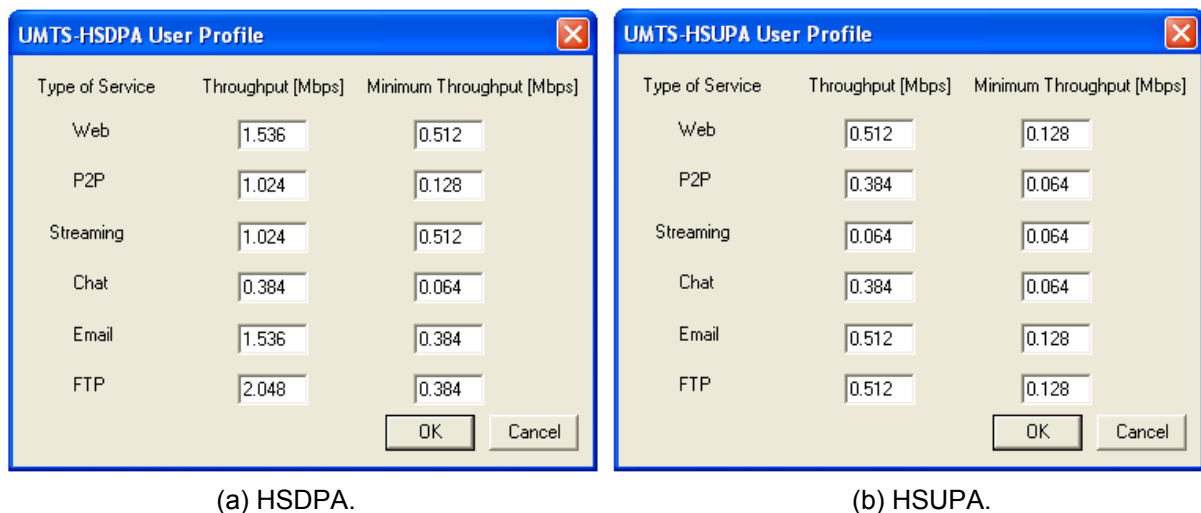 UMTS-HSDPA User Profile
Type of Service Throughput [Mbps] Minimum Throughput [Mbps]
Web 1.536 0.512
P2P 1.024 0.128
Streaming 1.024 0.512
Chat 0.384 0.064
Email 1.536 0.384
FTP 2.048 0.384
OK Cancel
(a) HSDPA.
UMTS-HSUPA User Profile
Type of Service Throughput [Mbps] Minimum Throughput [Mbps]
Web 0.512 0.128
P2P 0.384 0.064
Streaming 0.064 0.064
Chat 0.384 0.064
Email 0.512 0.128
FTP 0.512 0.128
OK Cancel
(b) HSUPA.